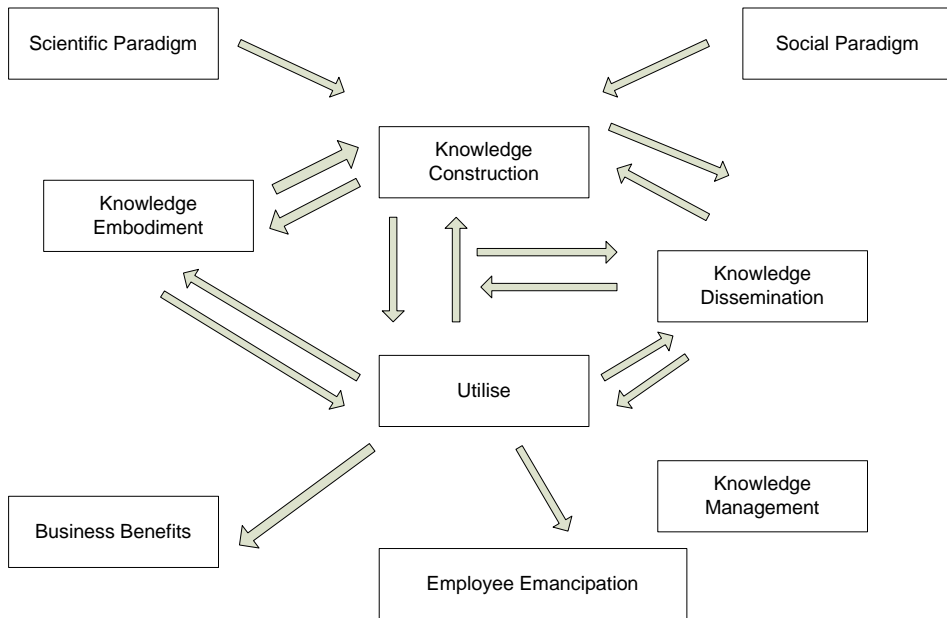 Scientific Paradigm
Social Paradigm
Knowledge
Construction
Knowledge
Embodiment
Knowledge
Dissemination
Utilise
Knowledge
Management
Business Benefits
Employee Emancipation